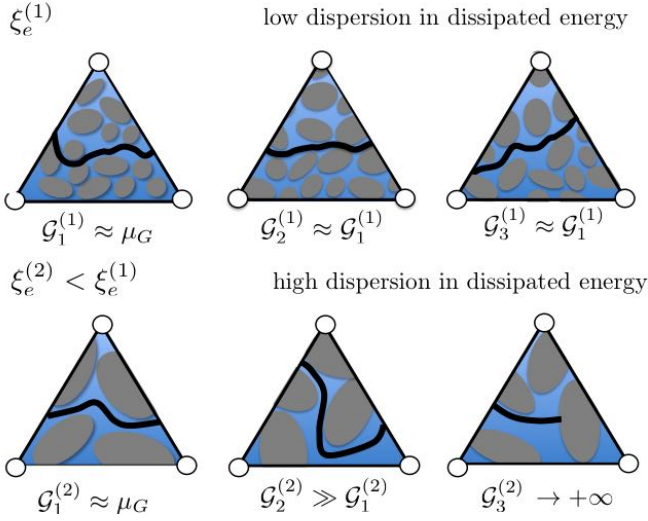 ξ_e^{(1)} low dispersion in dissipated energy
𝒢_1^{(1)} ≈ μ_G 𝒢_2^{(1)} ≈ 𝒢_1^{(1)} 𝒢_3^{(1)} ≈ 𝒢_1^{(1)}
ξ_e^{(2)} < ξ_e^{(1)} high dispersion in dissipated energy
𝒢_1^{(2)} ≈ μ_G 𝒢_2^{(2)} ≫ 𝒢_1^{(2)} 𝒢_3^{(2)} → +∞